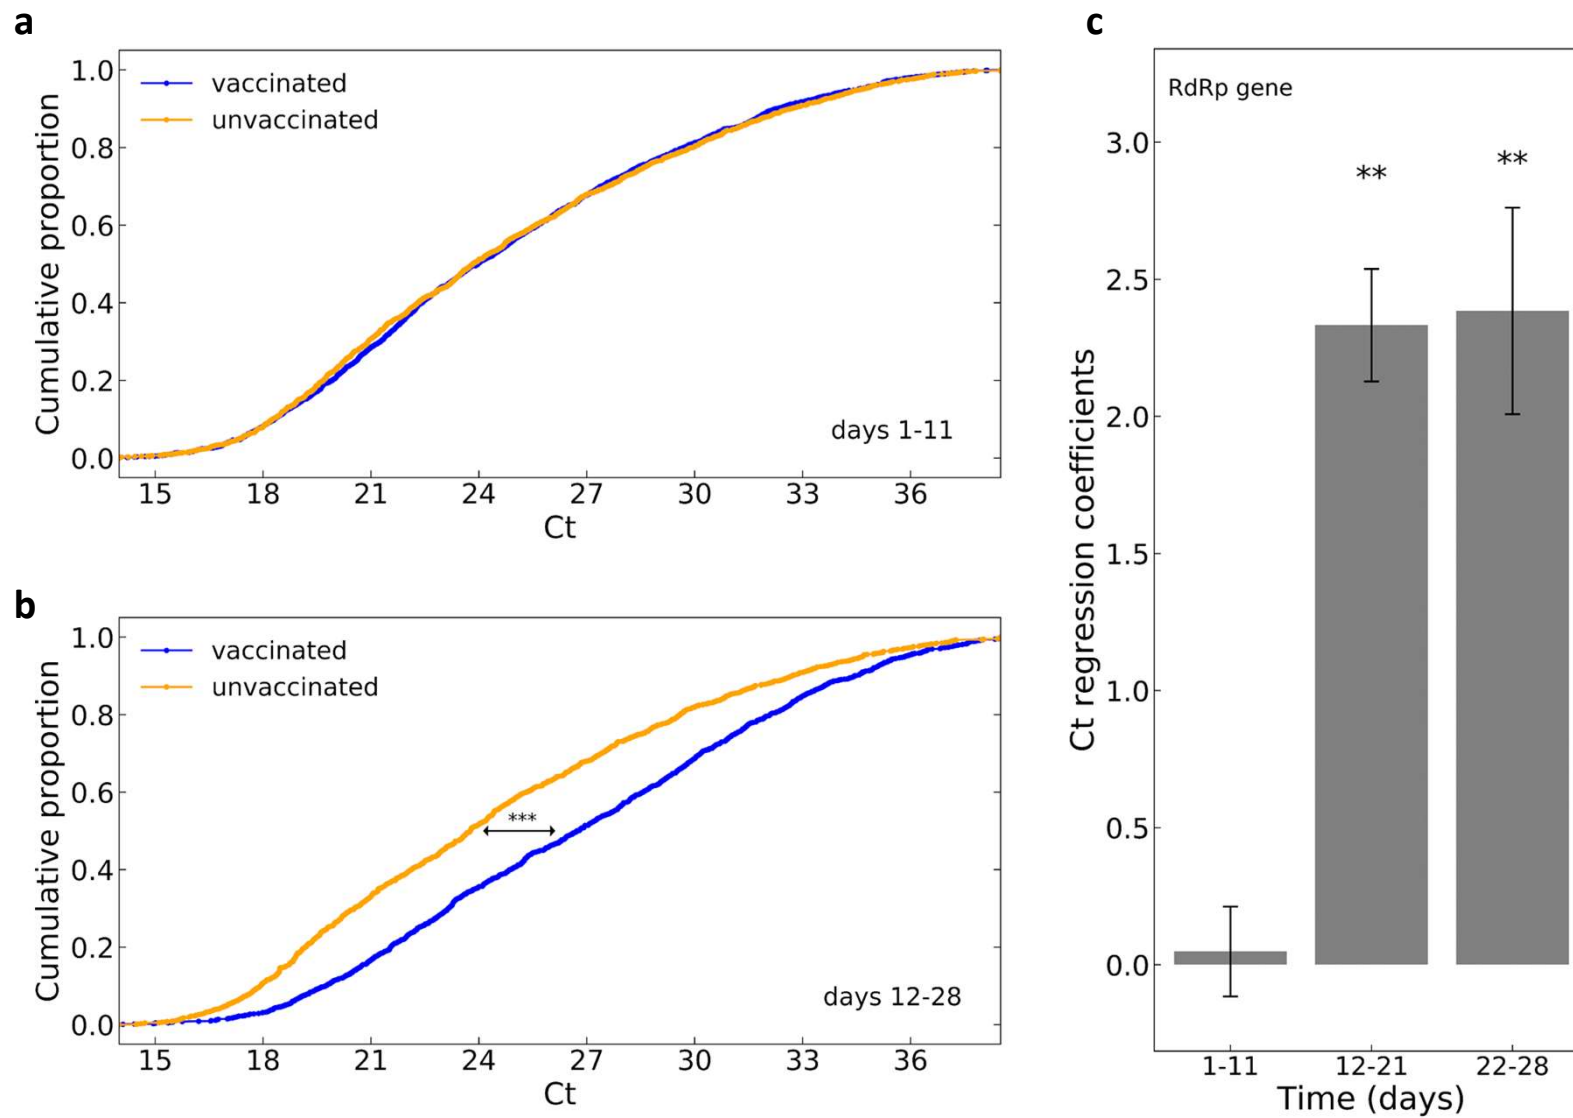 a
vaccinated
unvaccinated
Cumulative proportion
1.0
0.8
0.6
0.4
0.2
0.0
days 1-11
15 18 21 24 27 30 33 36
Ct
b
vaccinated
unvaccinated
Cumulative proportion
1.0
0.8
0.6
0.4
0.2
0.0
***
days 12-28
15 18 21 24 27 30 33 36
Ct
c
RdRp gene
Ct regression coefficients
3.0
2.5
2.0
1.5
1.0
0.5
0.0
** **
1-11 12-21 22-28
Time (days)